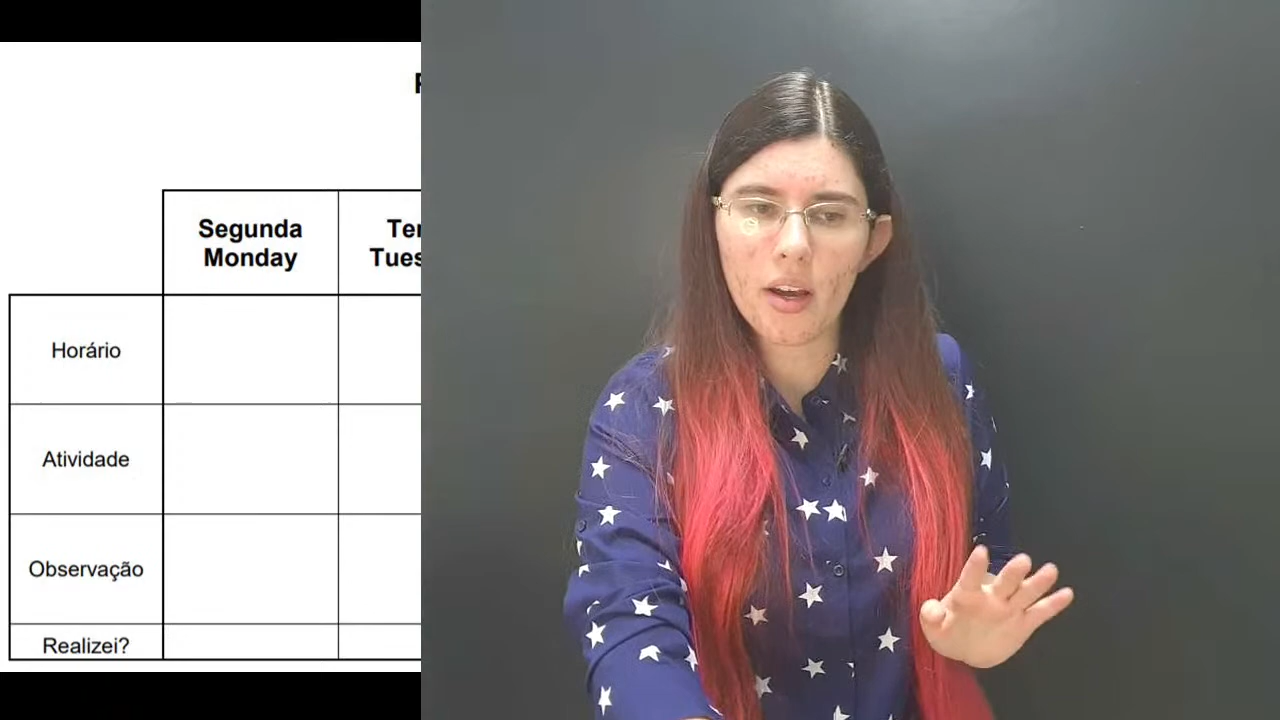 Segunda
Monday
Horário
Atividade
Observação
Realizei?